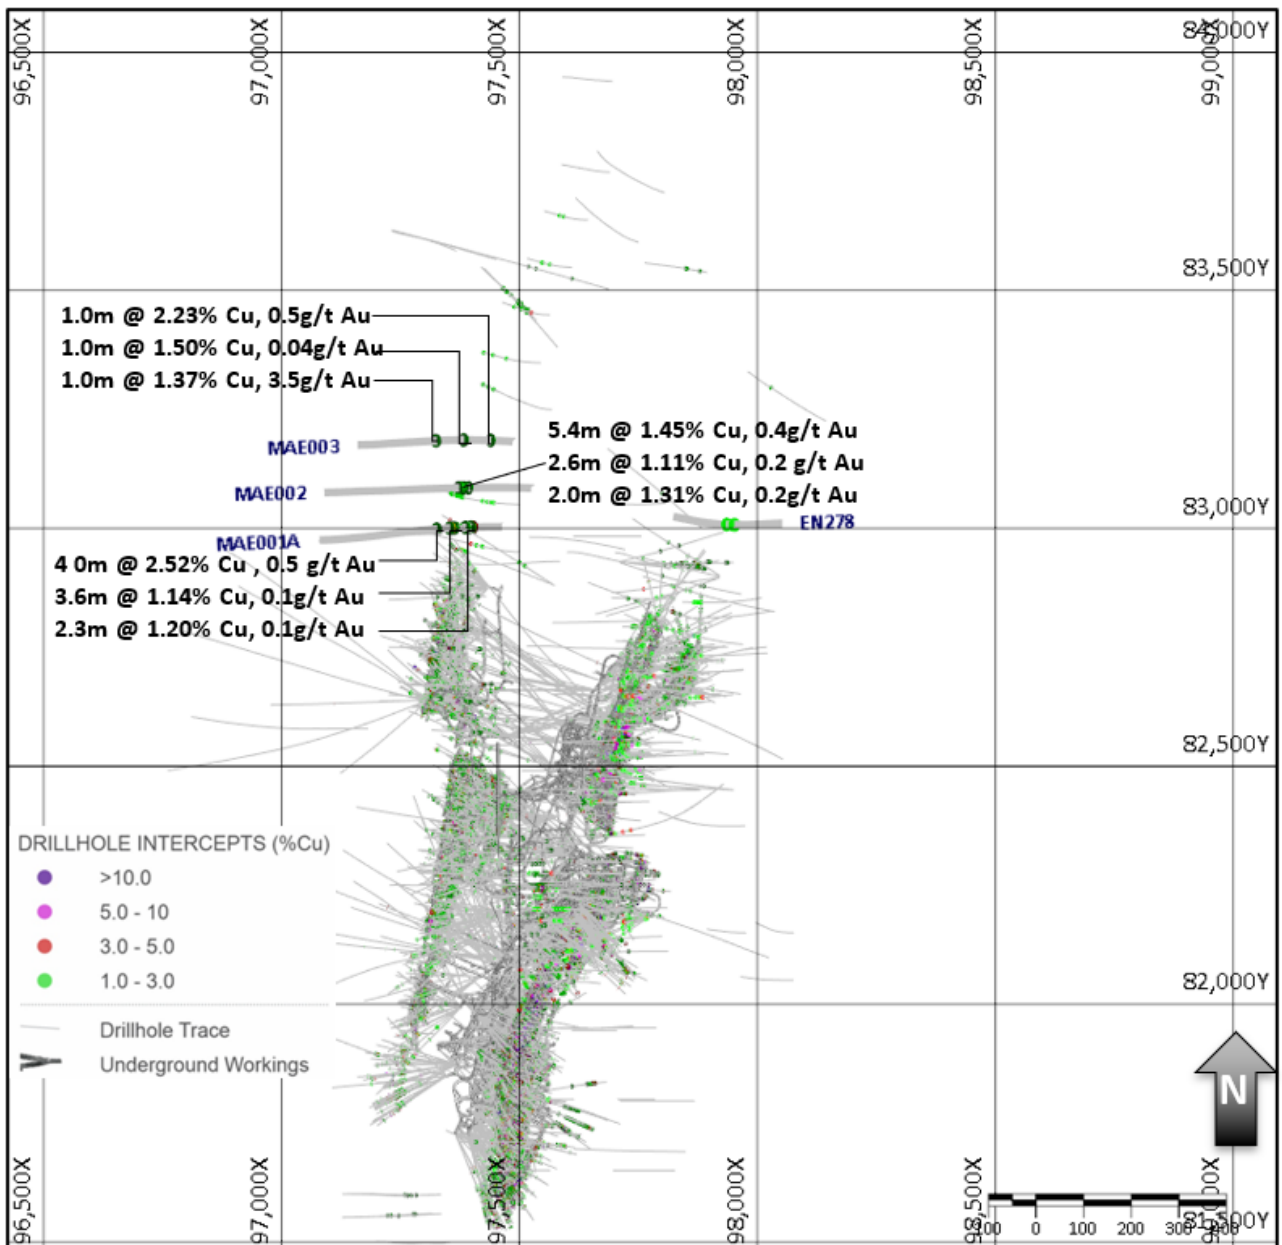 96,500X
97,000X
97,500X
98,000X
98,500X
99,000X
84,000Y
83,500Y
1.0m @ 2.23% Cu, 0.5g/t Au
1.0m @ 1.50% Cu, 0.04g/t Au
1.0m @ 1.37% Cu, 3.5g/t Au
MAE003
5.4m @ 1.45% Cu, 0.4g/t Au
2.6m @ 1.11% Cu, 0.2 g/t Au
2.0m @ 1.31% Cu, 0.2g/t Au
MAE002
83,000Y
EN278
MAE001A
4 0m @ 2.52% Cu , 0.5 g/t Au
3.6m @ 1.14% Cu, 0.1g/t Au
2.3m @ 1.20% Cu, 0.1g/t Au
82,500Y
DRILLHOLE INTERCEPTS (%Cu)
>10.0
5.0 - 10
3.0 - 5.0
1.0 - 3.0
Drillhole Trace
Underground Workings
82,000Y
N
96,500X
97,000X
97,500X
98,000X
98,500X
99,000X
81,500Y
100 0 100 200 300 400